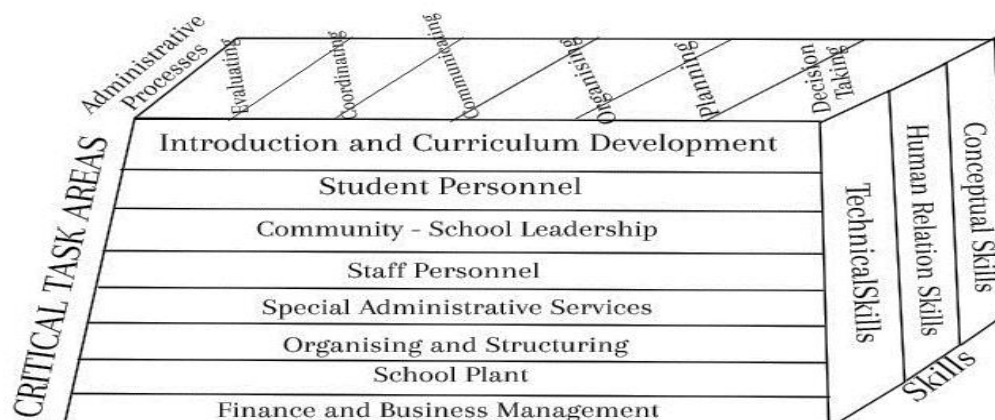 Administrative
Processes
Evaluating
Coordinating
Communicating
Organising
Planning
Decision
Taking
CRITICAL TASK AREAS
Introduction and Curriculum Development
Student Personnel
Community - School Leadership
Staff Personnel
Special Administrative Services
Organising and Structuring
School Plant
Finance and Business Management
TechnicalSkills
Human Relation Skills
Conceptual Skills
Skills